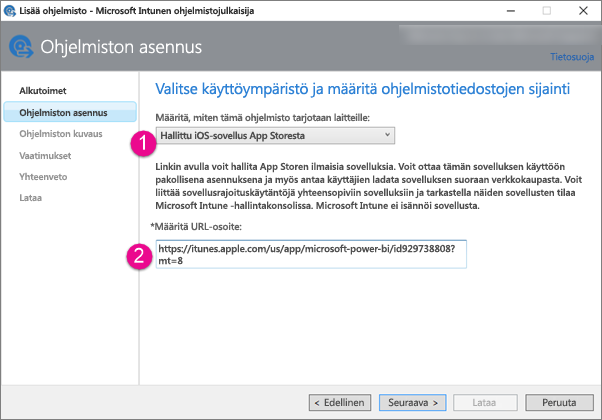 Lisää ohjelmisto - Microsoft Intunen ohjelmistojulkaisija
Ohjelmiston asennus
Tietosuoja
Alkutoimet
Ohjelmiston asennus
Ohjelmiston kuvaus
Vaatimukset
Yhteenveto
Lataa
Valitse käyttöympäristö ja määritä ohjelmistotiedostojen sijainti
Määritä, miten tämä ohjelmisto tarjotaan laitteille:
1
Hallittu iOS-sovellus App Storesta
Linkin avulla voit hallita App Storen ilmaisia sovelluksia. Voit ottaa tämän sovelluksen käyttöön
pakollisena asennuksena ja myös antaa käyttäjien ladata sovelluksen suoraan verkkokaupasta. Voit
liittää sovellusrajoituskäytäntöjä yhteensopiviin sovelluksiin ja tarkastella näiden sovellusten tilaa
Microsoft Intune -hallintakonsolissa. Microsoft Intune ei isännöi sovellusta.
*Määritä URL-osoite:
2
https://itunes.apple.com/us/app/microsoft-power-bi/id929738808?
mt=8
< Edellinen
Seuraava >
Lataa
Peruuta